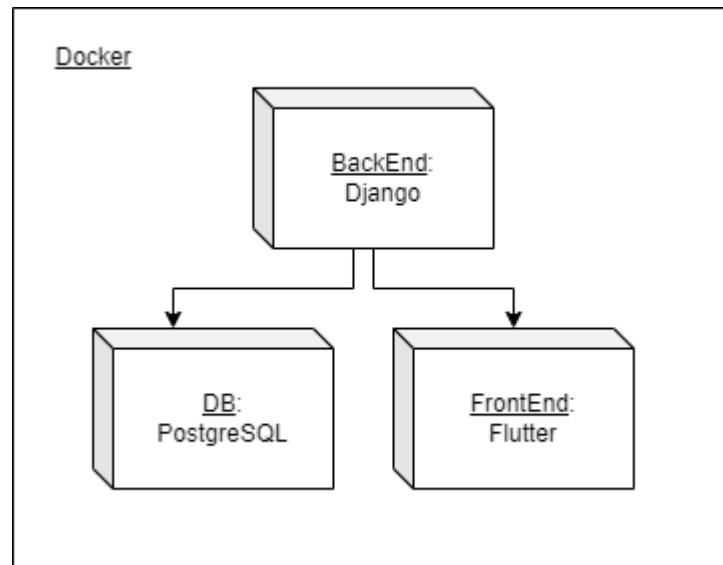 Docker
BackEnd:
Django
DB:
PostgreSQL
FrontEnd:
Flutter